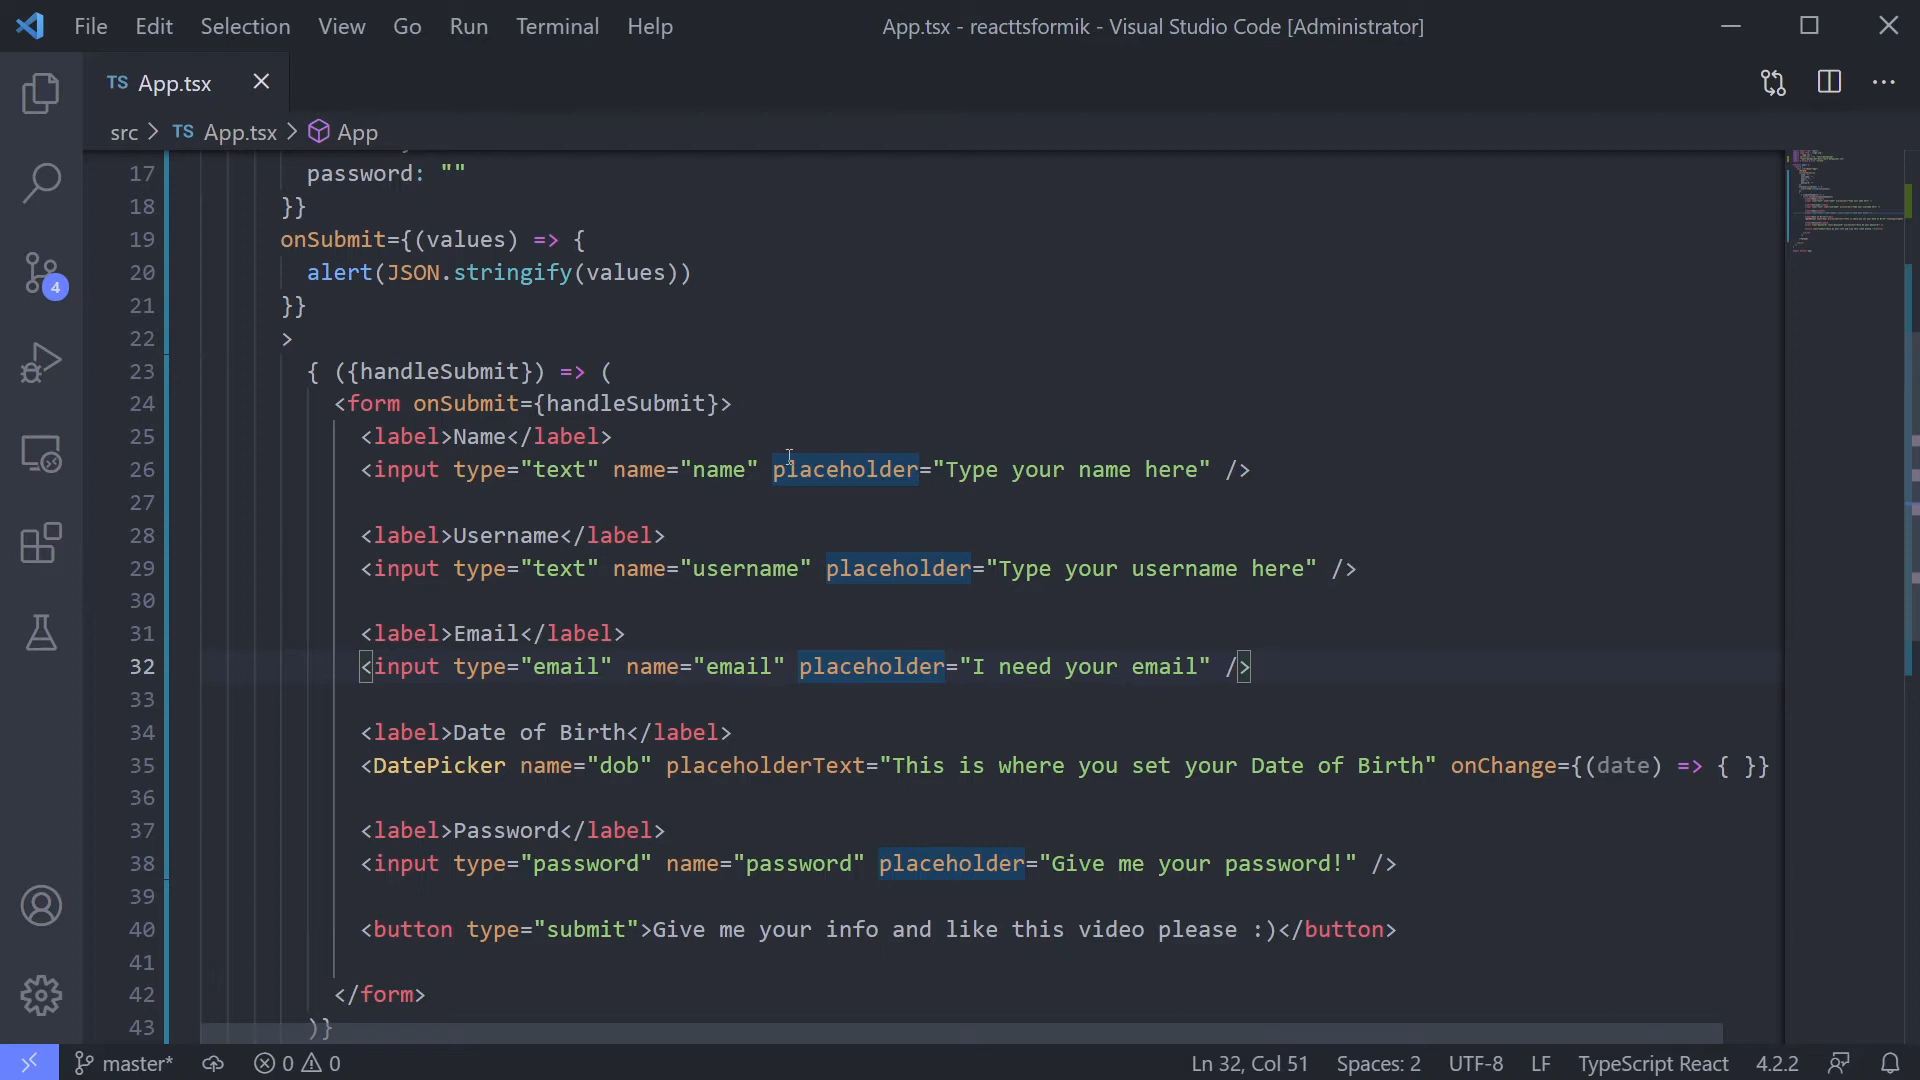 File Edit Selection View Go Run Terminal Help App.tsx - reacttsformik - Visual Studio Code [Administrator]
TS App.tsx
src > TS App.tsx > App
17 password: ""
18 }}
19 onSubmit={(values) => {
20 alert(JSON.stringify(values))
21 }}
22 >
23 { ({handleSubmit}) => (
24 <form onSubmit={handleSubmit}>
25 <label>Name</label>
26 <input type="text" name="name" placeholder="Type your name here" />
27
28 <label>Username</label>
29 <input type="text" name="username" placeholder="Type your username here" />
30
31 <label>Email</label>
32 <input type="email" name="email" placeholder="I need your email" />
33
34 <label>Date of Birth</label>
35 <DatePicker name="dob" placeholderText="This is where you set your Date of Birth" onChange={(date) => { }}
36
37 <label>Password</label>
38 <input type="password" name="password" placeholder="Give me your password!" />
39
40 <button type="submit">Give me your info and like this video please :)</button>
41
42 </form>
43 )}
4
master* 0 0 Ln 32, Col 51 Spaces: 2 UTF-8 LF TypeScript React 4.2.2